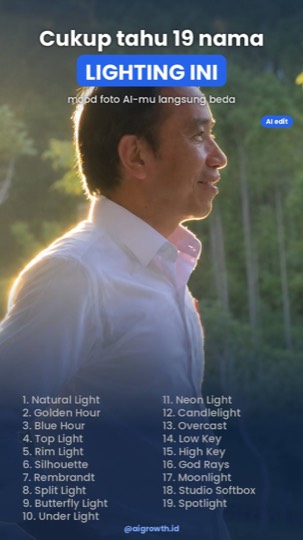 Cukup tahu 19 nama
LIGHTING INI
mood foto AI-mu langsung beda
AI edit
1. Natural Light
2. Golden Hour
3. Blue Hour
4. Top Light
5. Rim Light
6. Silhouette
7. Rembrandt
8. Split Light
9. Butterfly Light
10. Under Light
11. Neon Light
12. Candlelight
13. Overcast
14. Low Key
15. High Key
16. God Rays
17. Moonlight
18. Studio Softbox
19. Spotlight
@aigrowth.id